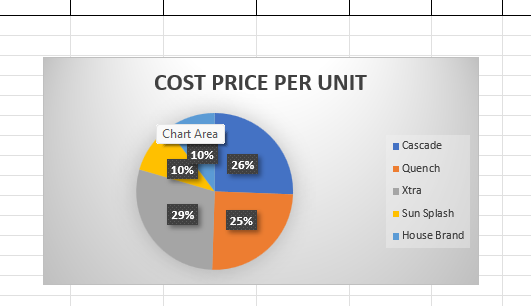 COST PRICE PER UNIT
Chart Area
10%
10%
26%
29%
25%
Cascade
Quench
Xtra
Sun Splash
House Brand